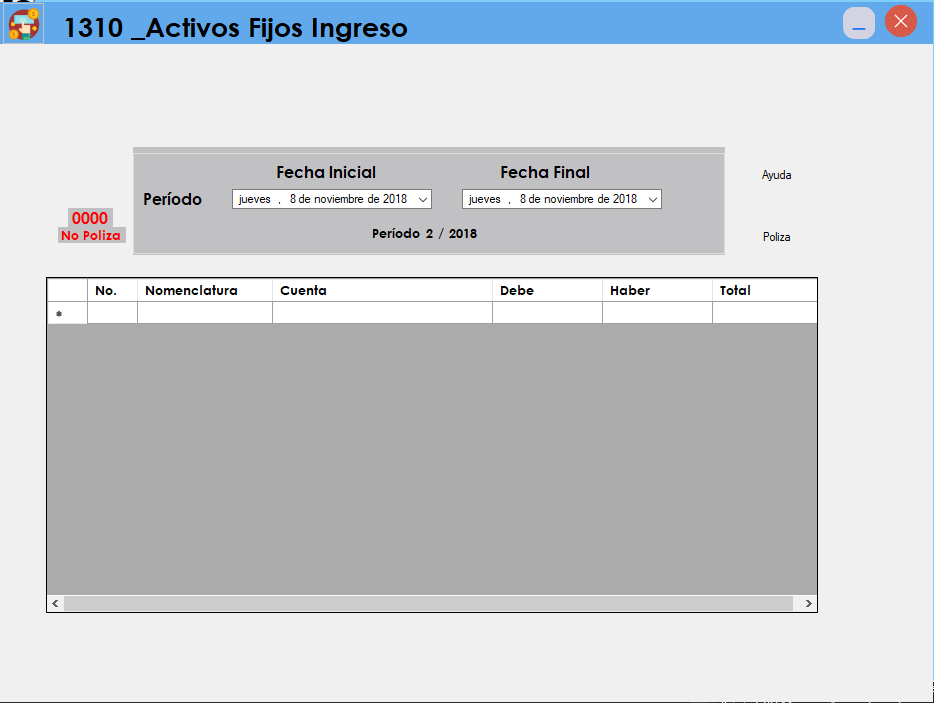 1310 _Activos Fijos Ingreso
Fecha Inicial Fecha Final
Ayuda
Período jueves , 8 de noviembre de 2018 jueves , 8 de noviembre de 2018
0000
No Poliza
Período 2 / 2018
Poliza
No. Nomenclatura Cuenta Debe Haber Total